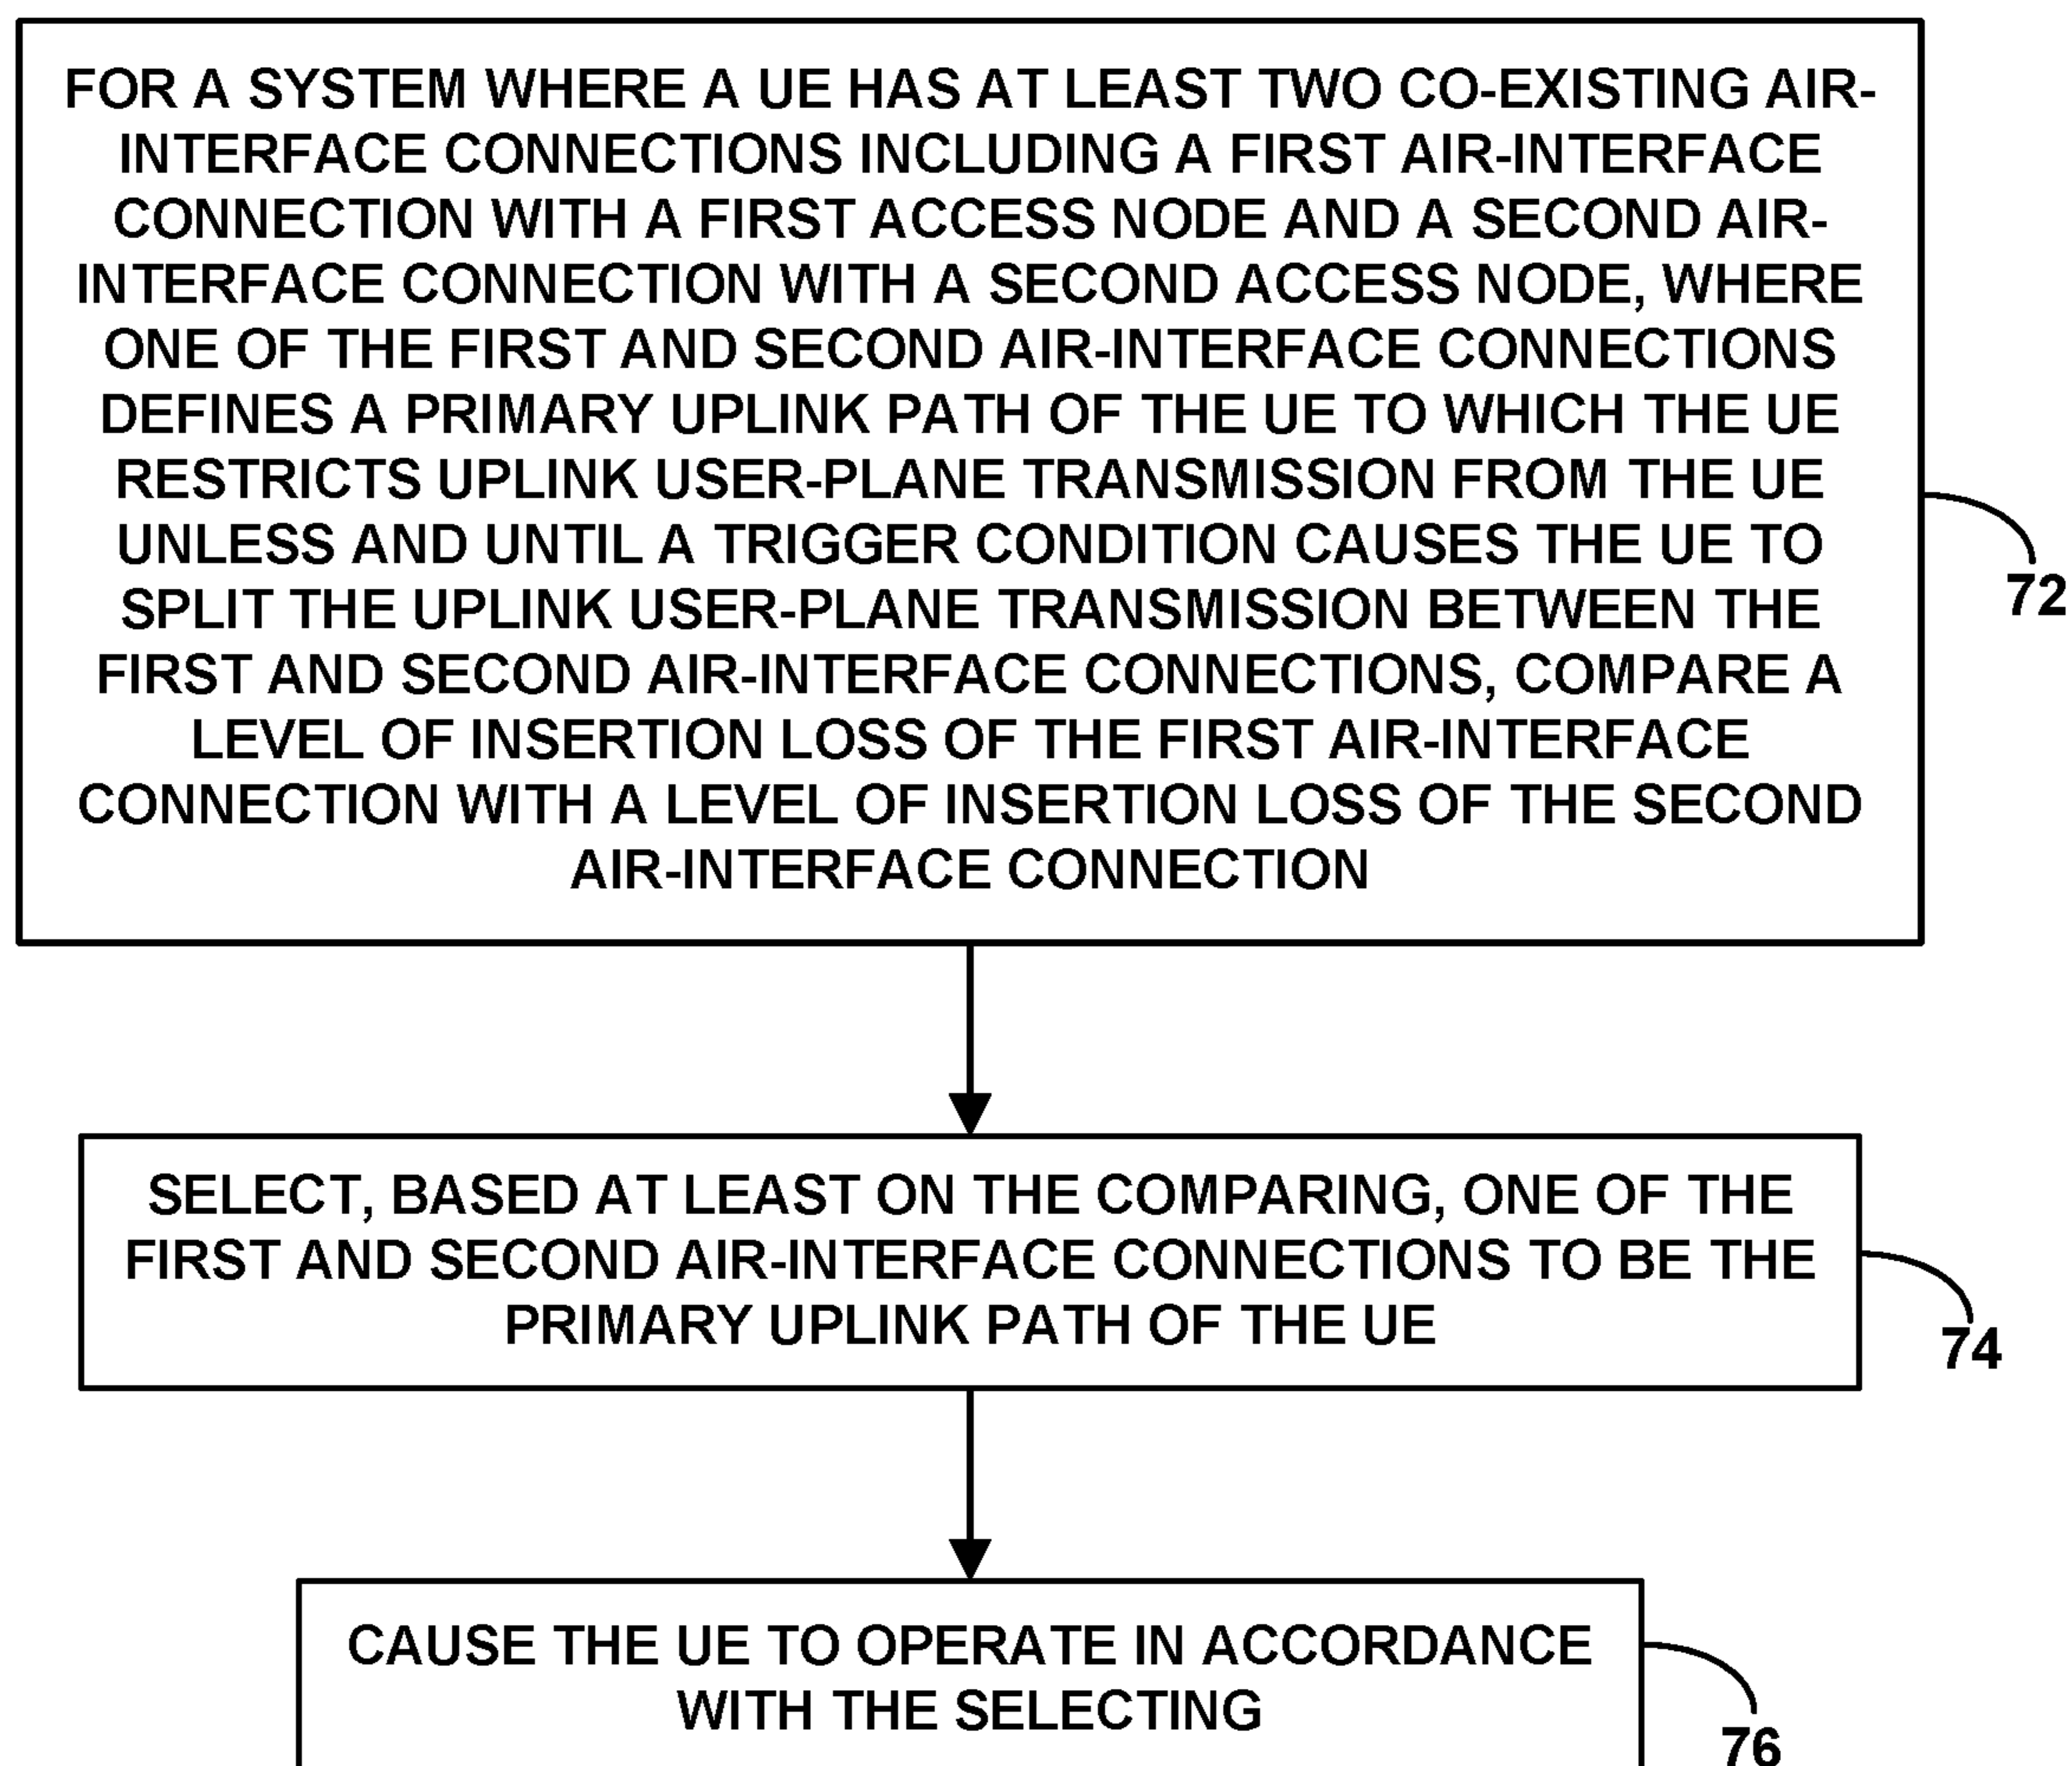 FOR A SYSTEM WHERE A UE HAS AT LEAST TWO CO-EXISTING AIR-
INTERFACE CONNECTIONS INCLUDING A FIRST AIR-INTERFACE
CONNECTION WITH A FIRST ACCESS NODE AND A SECOND AIR-
INTERFACE CONNECTION WITH A SECOND ACCESS NODE, WHERE
ONE OF THE FIRST AND SECOND AIR-INTERFACE CONNECTIONS
DEFINES A PRIMARY UPLINK PATH OF THE UE TO WHICH THE UE
RESTRICTS UPLINK USER-PLANE TRANSMISSION FROM THE UE
UNLESS AND UNTIL A TRIGGER CONDITION CAUSES THE UE TO
SPLIT THE UPLINK USER-PLANE TRANSMISSION BETWEEN THE
FIRST AND SECOND AIR-INTERFACE CONNECTIONS, COMPARE A
LEVEL OF INSERTION LOSS OF THE FIRST AIR-INTERFACE
CONNECTION WITH A LEVEL OF INSERTION LOSS OF THE SECOND
AIR-INTERFACE CONNECTION
72
SELECT, BASED AT LEAST ON THE COMPARING, ONE OF THE
FIRST AND SECOND AIR-INTERFACE CONNECTIONS TO BE THE
PRIMARY UPLINK PATH OF THE UE
74
CAUSE THE UE TO OPERATE IN ACCORDANCE
WITH THE SELECTING
76